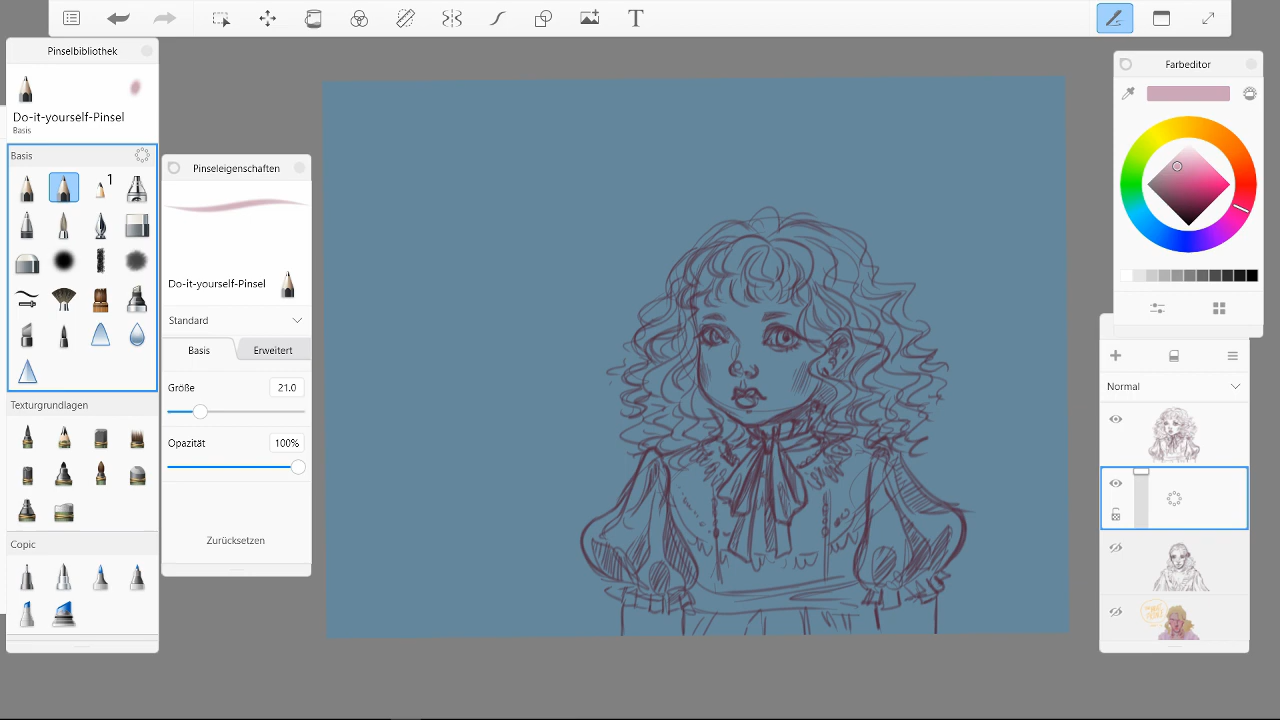 T
Pinselbibliothek
Do-it-yourself-Pinsel
Basis
Basis
1
Texturgrundlagen
Copic
Pinseleigenschaften
Do-it-yourself-Pinsel
Standard
Basis
Erweitert
Größe
21.0
Opazität
100%
Zurücksetzen
Farbeditor
Normal